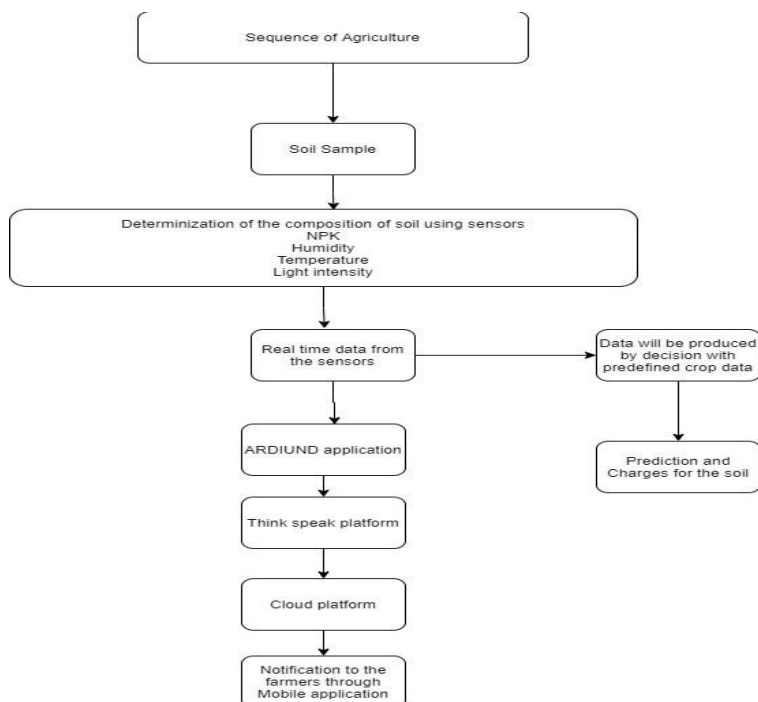 Sequence of Agriculture
Soil Sample
Determinization of the composition of soil using sensors
NPK
Humidity
Temperature
Light intensity
Real time data from
the sensors
Data will be produced
by decision with
predefined crop data
ARDIUND application
Prediction and
Charges for the soil
Think speak platform
Cloud platform
Notification to the
farmers through
Mobile application